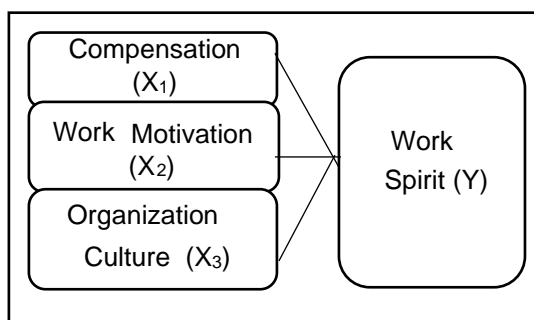 Compensation
(X₁)
Work Motivation
(X₂)
Organization
Culture (X₃)
Work
Spirit (Y)